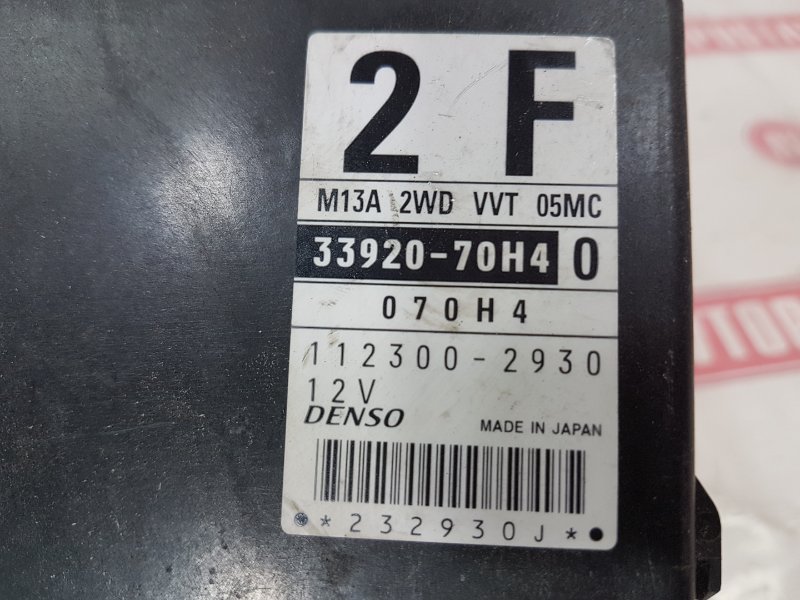 2 F
M13A 2WD VVT 05MC
33920-70H4 0
070H4
112300-2930
12V
DENSO MADE IN JAPAN
*232930J*